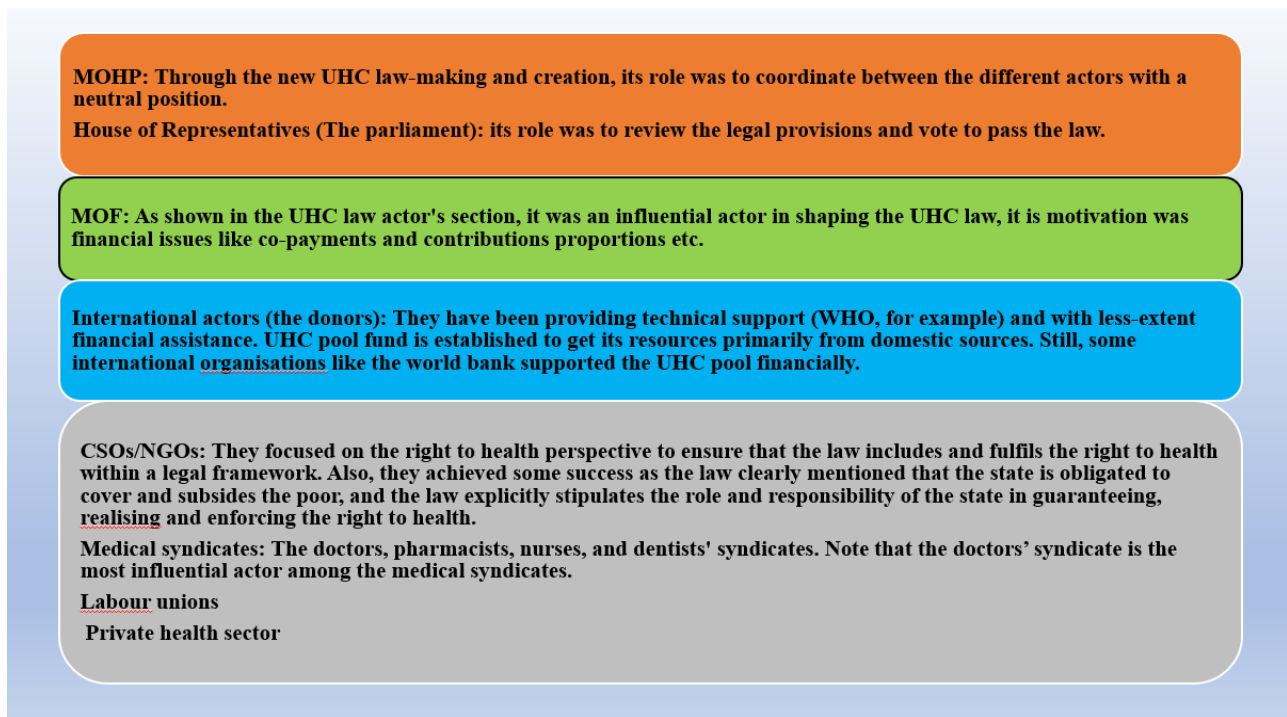 MOHP: Through the new UHC law-making and creation, its role was to coordinate between the different actors with a
neutral position.
House of Representatives (The parliament): its role was to review the legal provisions and vote to pass the law.
MOF: As shown in the UHC law actor's section, it was an influential actor in shaping the UHC law, it is motivation was
financial issues like co-payments and contributions proportions etc.
International actors (the donors): They have been providing technical support (WHO, for example) and with less-extent
financial assistance. UHC pool fund is established to get its resources primarily from domestic sources. Still, some
international organisations like the world bank supported the UHC pool financially.
CSOs/NGOs: They focused on the right to health perspective to ensure that the law includes and fulfils the right to health
within a legal framework. Also, they achieved some success as the law clearly mentioned that the state is obligated to
cover and subsides the poor, and the law explicitly stipulates the role and responsibility of the state in guaranteeing,
realising and enforcing the right to health.
Medical syndicates: The doctors, pharmacists, nurses, and dentists' syndicates. Note that the doctors’ syndicate is the
most influential actor among the medical syndicates.
Labour unions
Private health sector